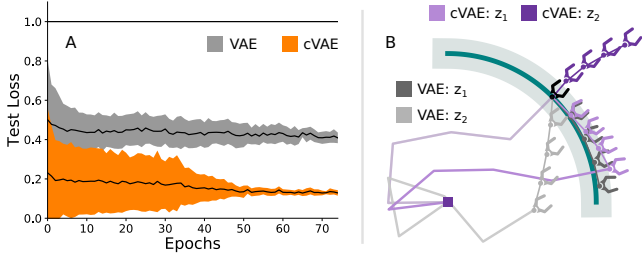 A
VAE
cVAE
Test Loss
1.0
0.8
0.6
0.4
0.2
0.0
0 10 20 30 40 50 60 70
Epochs
cVAE: z₁
cVAE: z₂
B
VAE: z₁
VAE: z₂